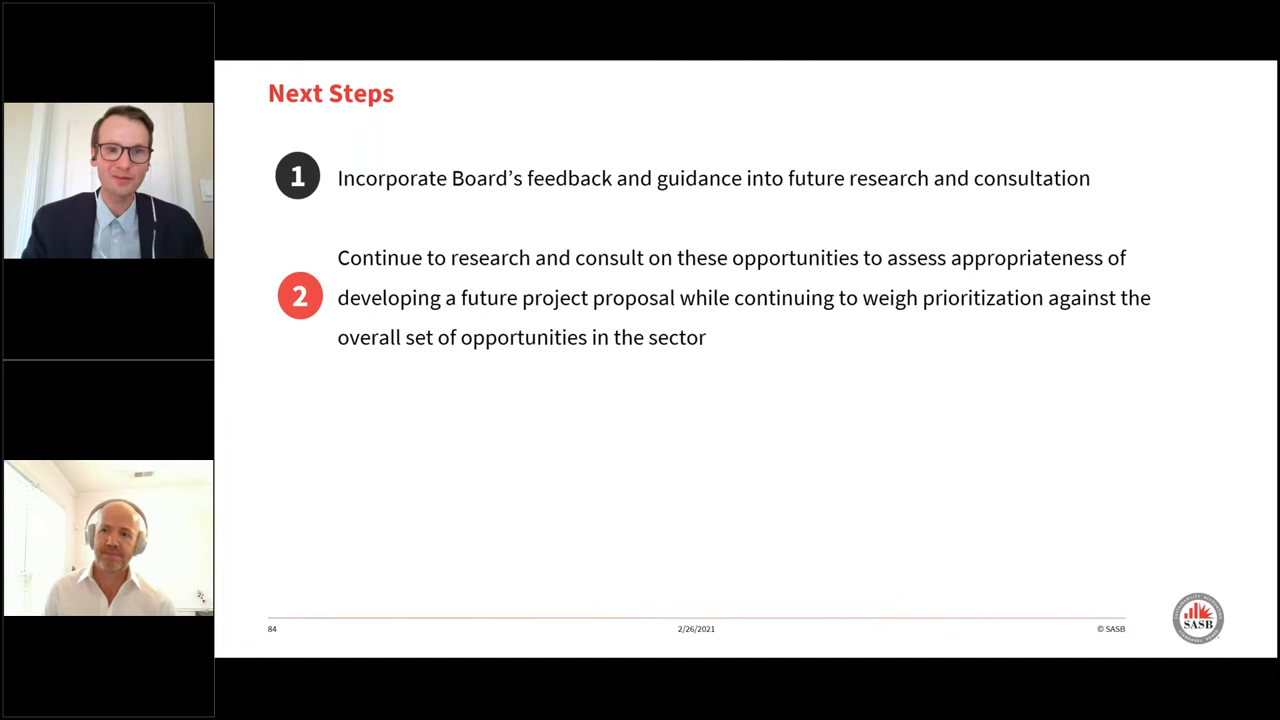 Next Steps
1
Incorporate Board’s feedback and guidance into future research and consultation
2
Continue to research and consult on these opportunities to assess appropriateness of
developing a future project proposal while continuing to weigh prioritization against the
overall set of opportunities in the sector
84
2/26/2021
© SASB
SASB